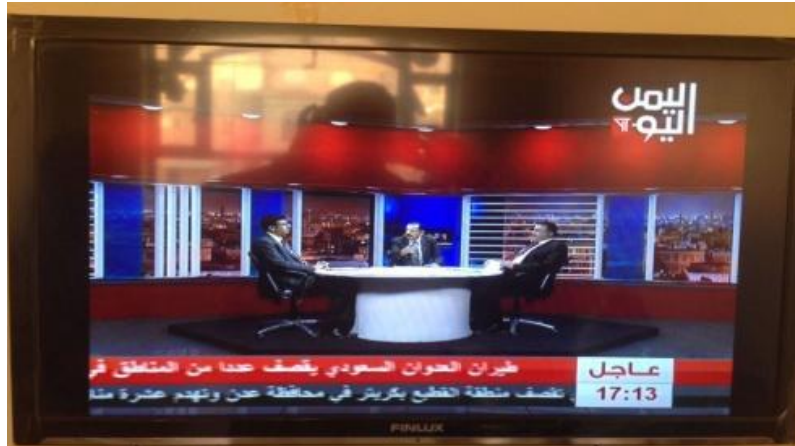 اليمن
اليوم
طيران العدوان السعودي يقصف عددا من المناطق في
عاجل
تقصف منطقة القطيع بكريتر في محافظة عدن وتهدم عشرة
17:13
FINLUX